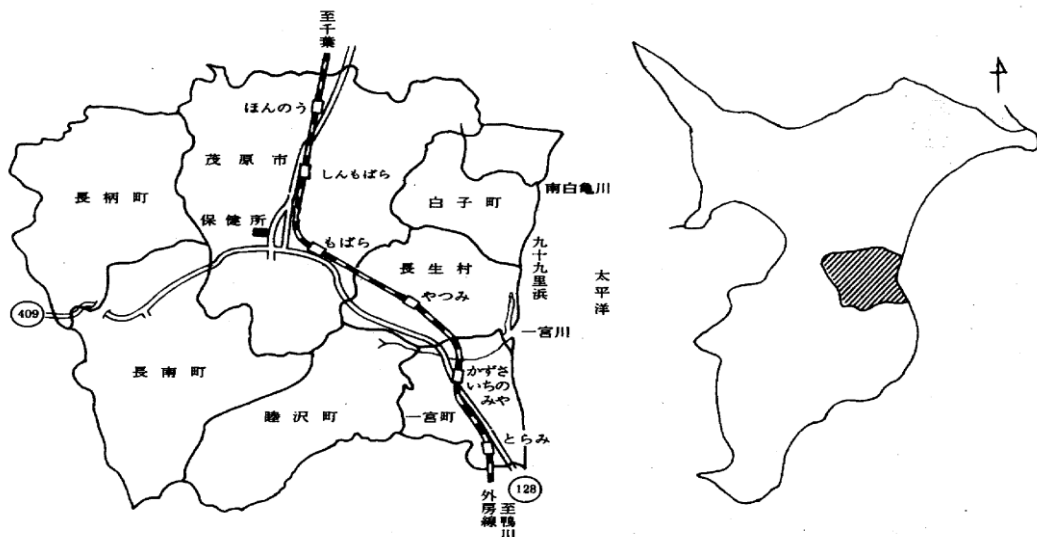 至千葉
ほんのう
茂原市
しんもばら
長柄町
南白亀川
白子町
保健所
もばら
九十九里浜
長生村
太平洋
やつみ
409
一宮川
長南町
かずさ
いちの
みや
睦沢町
一宮町
とらみ
128
外房線
至鴨川
4